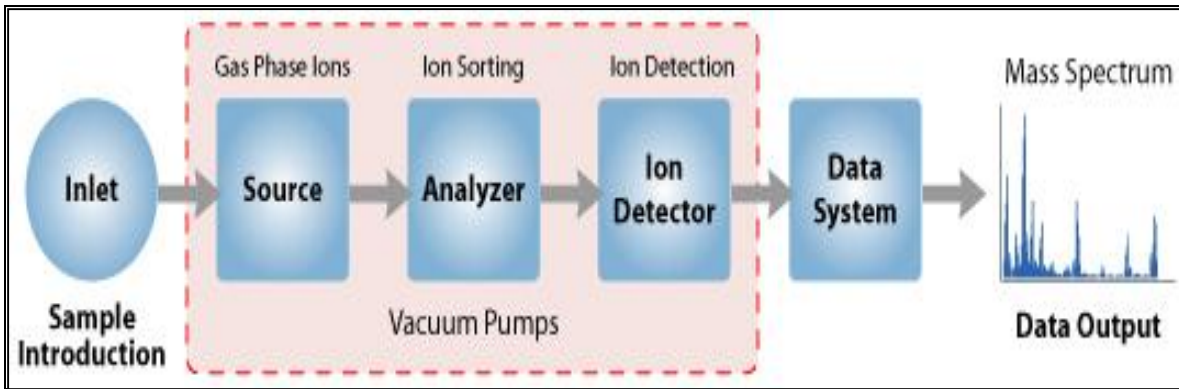 Gas Phase Ions
Ion Sorting
Ion Detection
Mass Spectrum
Inlet
Source
Analyzer
Ion
Detector
Data
System
Sample
Introduction
Vacuum Pumps
Data Output